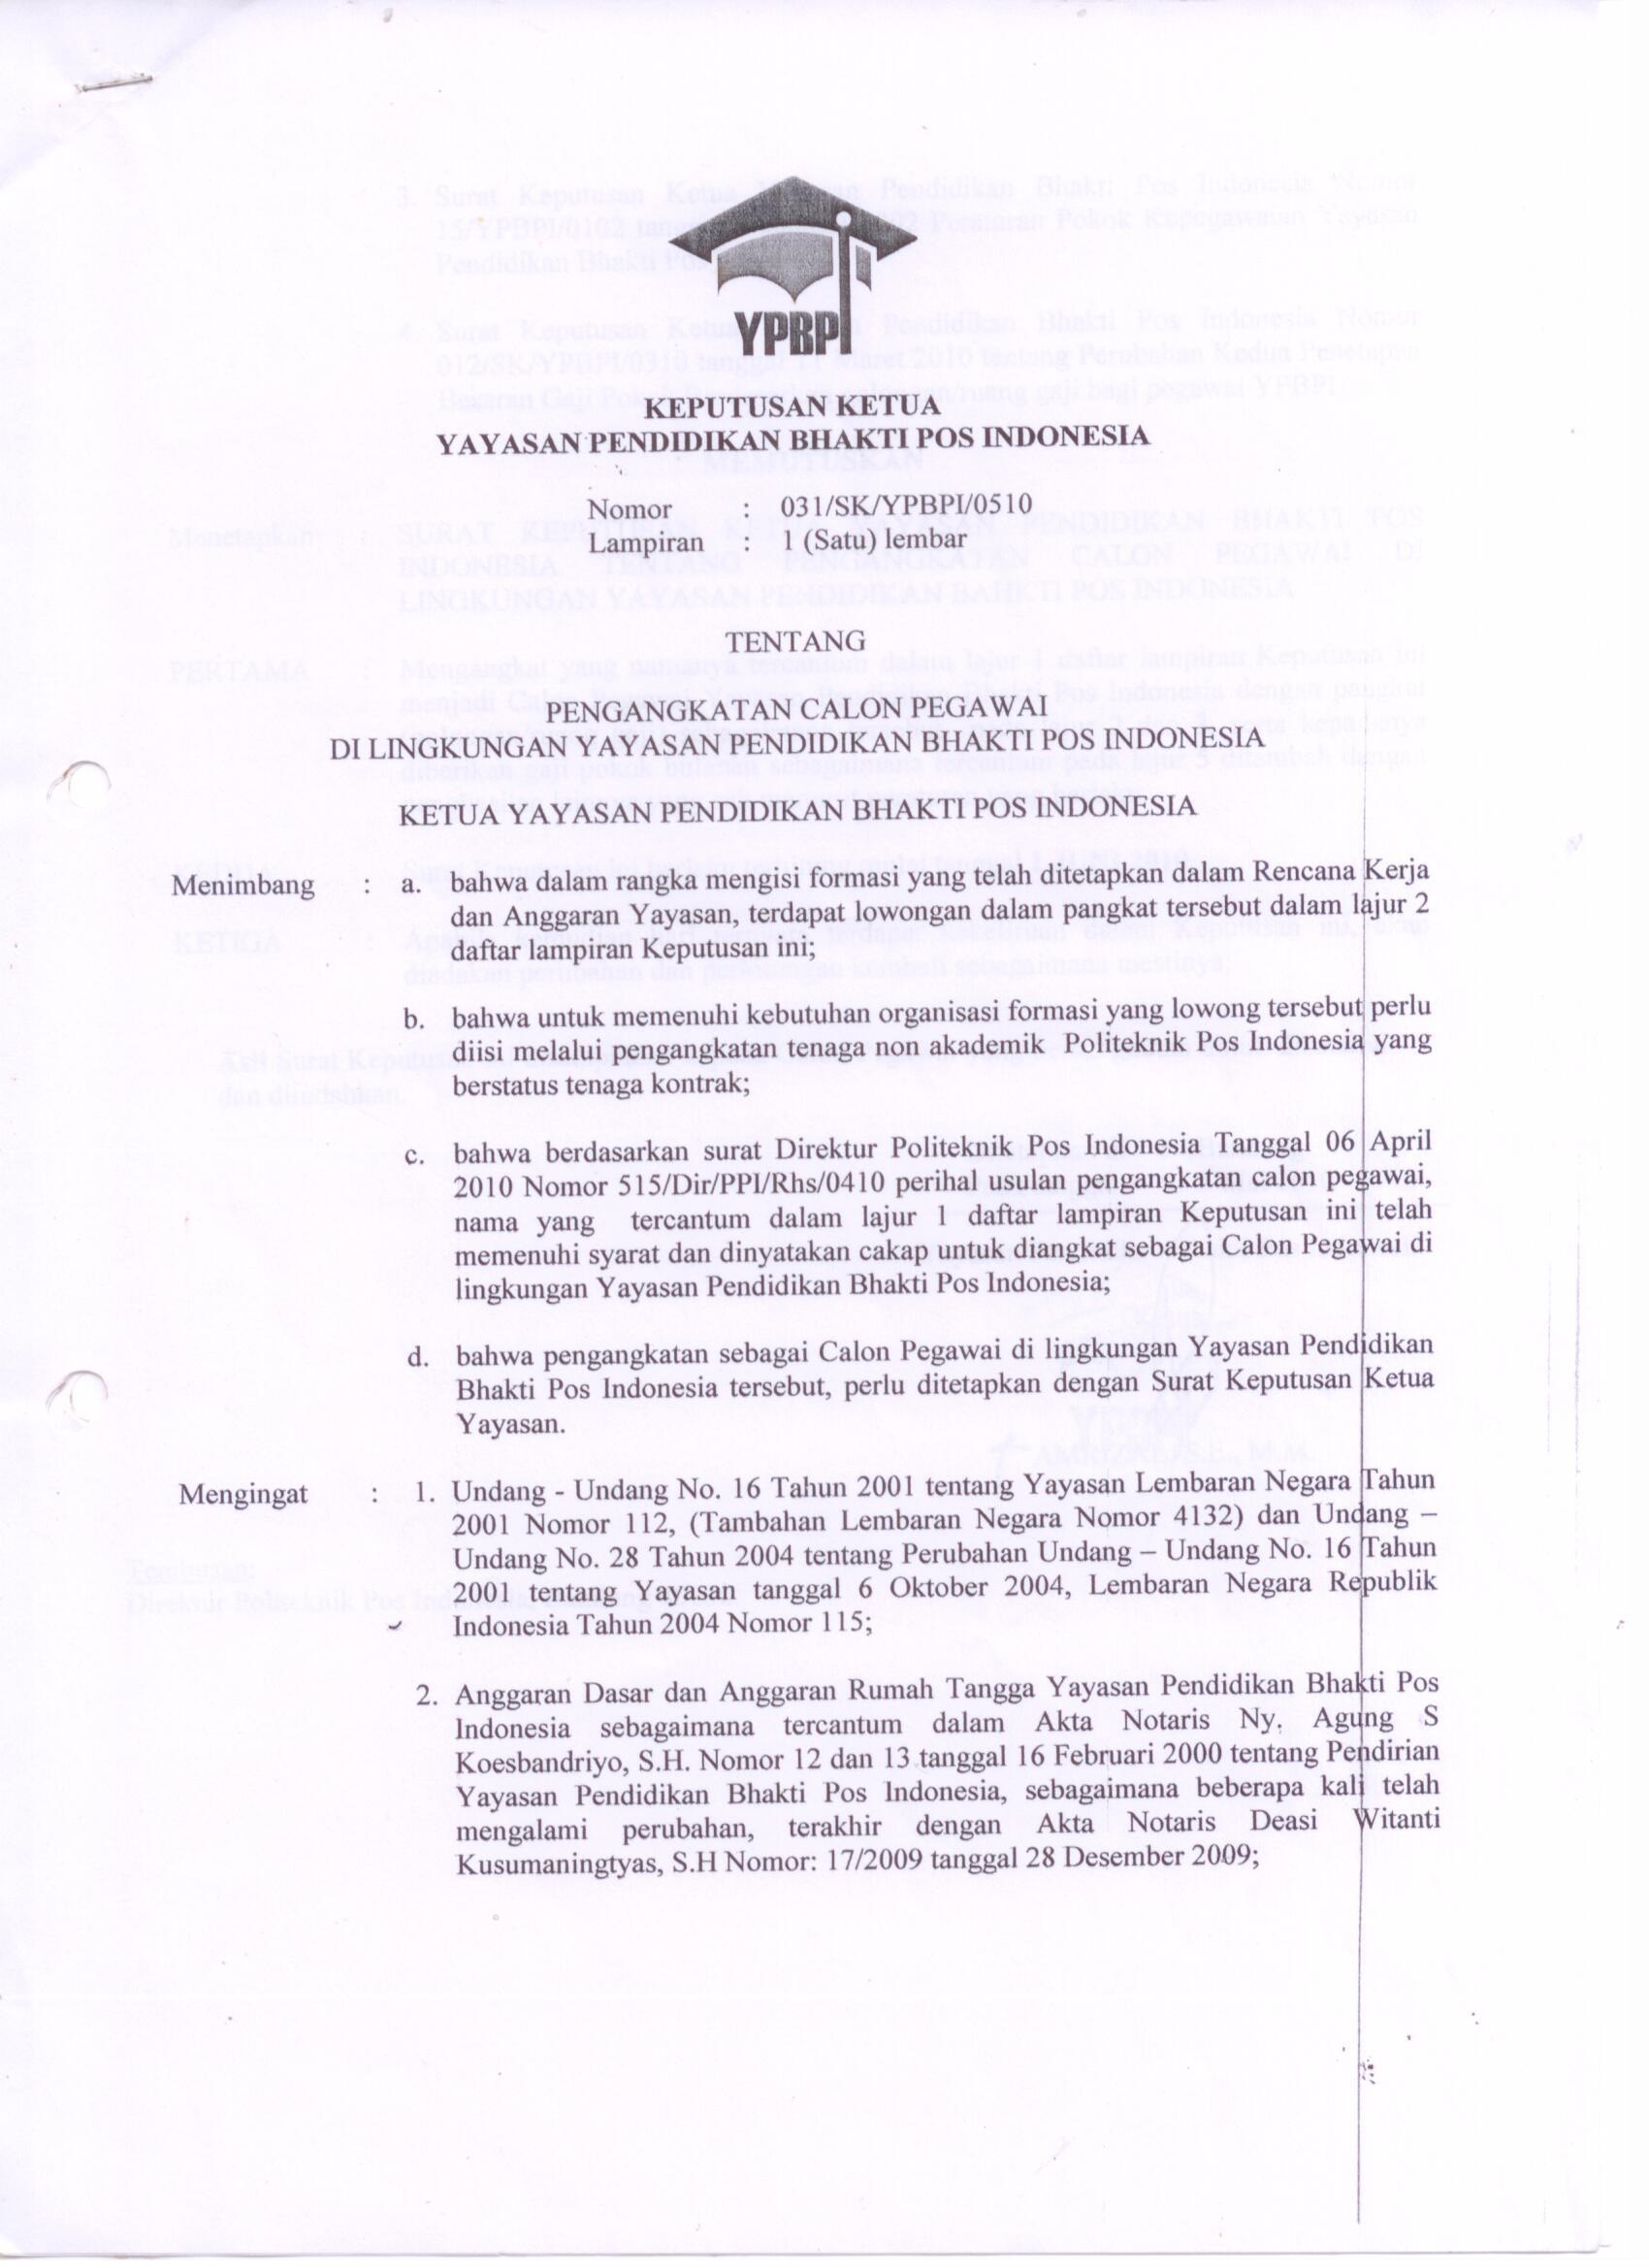 YPBPI
KEPUTUSAN KETUA
YAYASAN PENDIDIKAN BHAKTI POS INDONESIA
Nomor : 031/SK/YPBPI/0510
Lampiran : 1 (Satu) lembar
TENTANG
PENGANGKATAN CALON PEGAWAI
DI LINGKUNGAN YAYASAN PENDIDIKAN BHAKTI POS INDONESIA
KETUA YAYASAN PENDIDIKAN BHAKTI POS INDONESIA
Menimbang : a. bahwa dalam rangka mengisi formasi yang telah ditetapkan dalam Rencana Kerja
dan Anggaran Yayasan, terdapat lowongan dalam pangkat tersebut dalam lajur 2
daftar lampiran Keputusan ini;
b. bahwa untuk memenuhi kebutuhan organisasi formasi yang lowong tersebut perlu
diisi melalui pengangkatan tenaga non akademik Politeknik Pos Indonesia yang
berstatus tenaga kontrak;
c. bahwa berdasarkan surat Direktur Politeknik Pos Indonesia Tanggal 06 April
2010 Nomor 515/Dir/PPI/Rhs/0410 perihal usulan pengangkatan calon pegawai,
nama yang tercantum dalam lajur 1 daftar lampiran Keputusan ini telah
memenuhi syarat dan dinyatakan cakap untuk diangkat sebagai Calon Pegawai di
lingkungan Yayasan Pendidikan Bhakti Pos Indonesia;
d. bahwa pengangkatan sebagai Calon Pegawai di lingkungan Yayasan Pendidikan
Bhakti Pos Indonesia tersebut, perlu ditetapkan dengan Surat Keputusan Ketua
Yayasan.
Mengingat : 1. Undang - Undang No. 16 Tahun 2001 tentang Yayasan Lembaran Negara Tahun
2001 Nomor 112, (Tambahan Lembaran Negara Nomor 4132) dan Undang –
Undang No. 28 Tahun 2004 tentang Perubahan Undang – Undang No. 16 Tahun
2001 tentang Yayasan tanggal 6 Oktober 2004, Lembaran Negara Republik
Indonesia Tahun 2004 Nomor 115;
2. Anggaran Dasar dan Anggaran Rumah Tangga Yayasan Pendidikan Bhakti Pos
Indonesia sebagaimana tercantum dalam Akta Notaris Ny. Agung S
Koesbandriyo, S.H. Nomor 12 dan 13 tanggal 16 Februari 2000 tentang Pendirian
Yayasan Pendidikan Bhakti Pos Indonesia, sebagaimana beberapa kali telah
mengalami perubahan, terakhir dengan Akta Notaris Deasi Witanti
Kusumaningtyas, S.H Nomor: 17/2009 tanggal 28 Desember 2009;